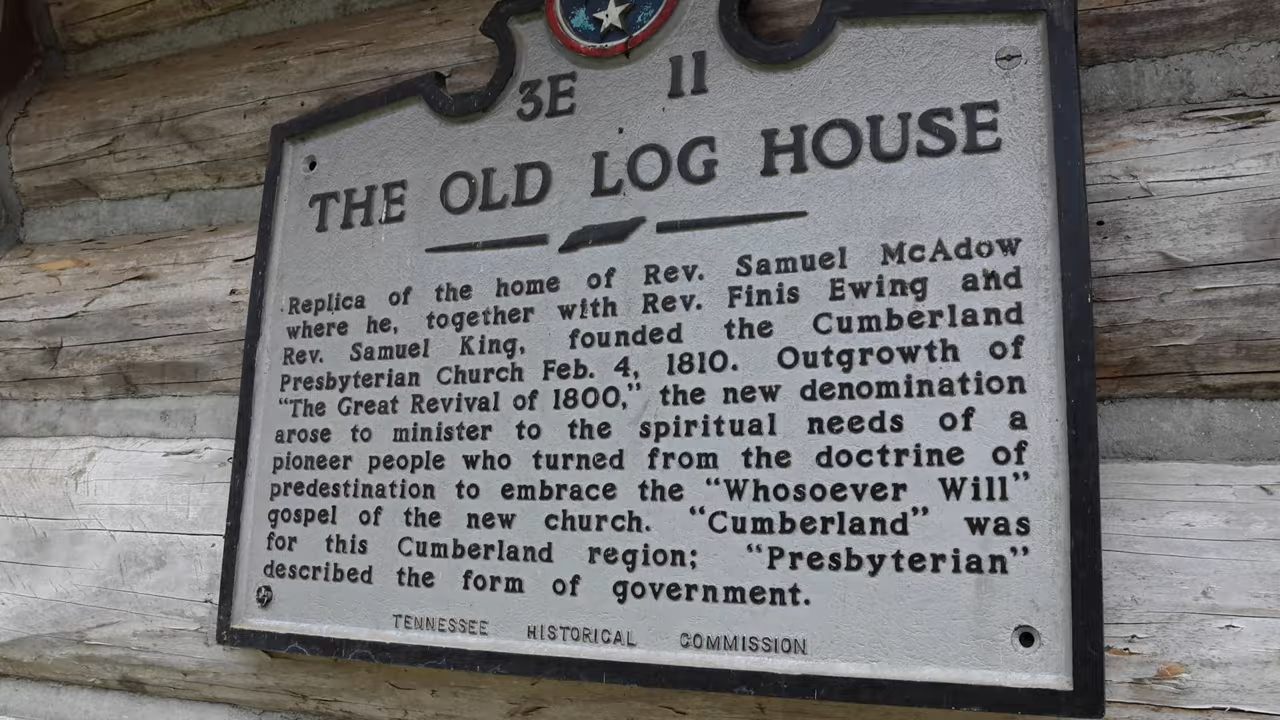 3E 11
THE OLD LOG HOUSE
Replica of the home of Rev. Samuel McAdow
where he, together with Rev. Finis Ewing and
Rev. Samuel King, founded the Cumberland
Presbyterian Church Feb. 4, 1810. Outgrowth of
“The Great Revival of 1800,” the new denomination
arose to minister to the spiritual needs of a
pioneer people who turned from the doctrine of
predestination to embrace the “Whosoever Will”
gospel of the new church. “Cumberland” was
for this Cumberland region; “Presbyterian”
described the form of government.
TENNESSEE HISTORICAL COMMISSION